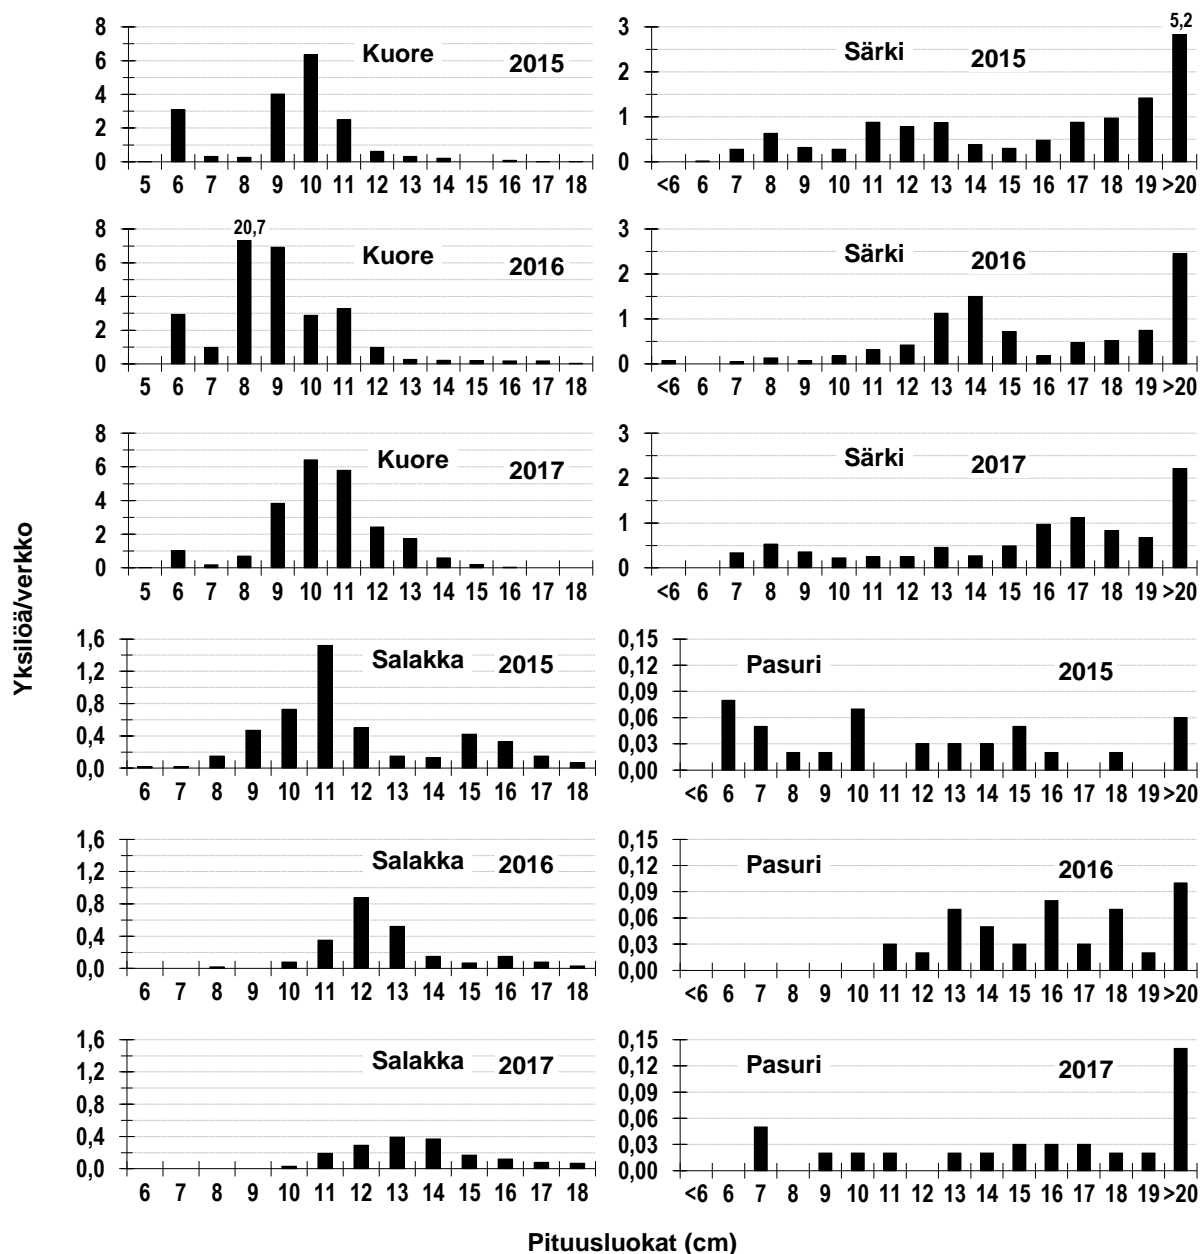 8
6
4
2
0
Kuore 2015
5 6 7 8 9 10 11 12 13 14 15 16 17 18
3
2
1
0
Särki 2015
5,2
<6 6 7 8 9 10 11 12 13 14 15 16 17 18 19 >20
8
6
4
2
0
20,7
Kuore 2016
5 6 7 8 9 10 11 12 13 14 15 16 17 18
3
2
1
0
Särki 2016
<6 6 7 8 9 10 11 12 13 14 15 16 17 18 19 >20
8
6
4
2
0
Kuore 2017
5 6 7 8 9 10 11 12 13 14 15 16 17 18
3
2
1
0
Särki 2017
<6 6 7 8 9 10 11 12 13 14 15 16 17 18 19 >20
Yksilöä/verkko
1,6
1,2
0,8
0,4
0,0
Salakka 2015
6 7 8 9 10 11 12 13 14 15 16 17 18
0,15
0,12
0,09
0,06
0,03
0,00
Pasuri 2015
<6 6 7 8 9 10 11 12 13 14 15 16 17 18 19 >20
1,6
1,2
0,8
0,4
0,0
Salakka 2016
6 7 8 9 10 11 12 13 14 15 16 17 18
0,15
0,12
0,09
0,06
0,03
0,00
Pasuri 2016
<6 6 7 8 9 10 11 12 13 14 15 16 17 18 19 >20
1,6
1,2
0,8
0,4
0,0
Salakka 2017
6 7 8 9 10 11 12 13 14 15 16 17 18
0,15
0,12
0,09
0,06
0,03
0,00
Pasuri 2017
<6 6 7 8 9 10 11 12 13 14 15 16 17 18 19 >20
Pituusluokat (cm)